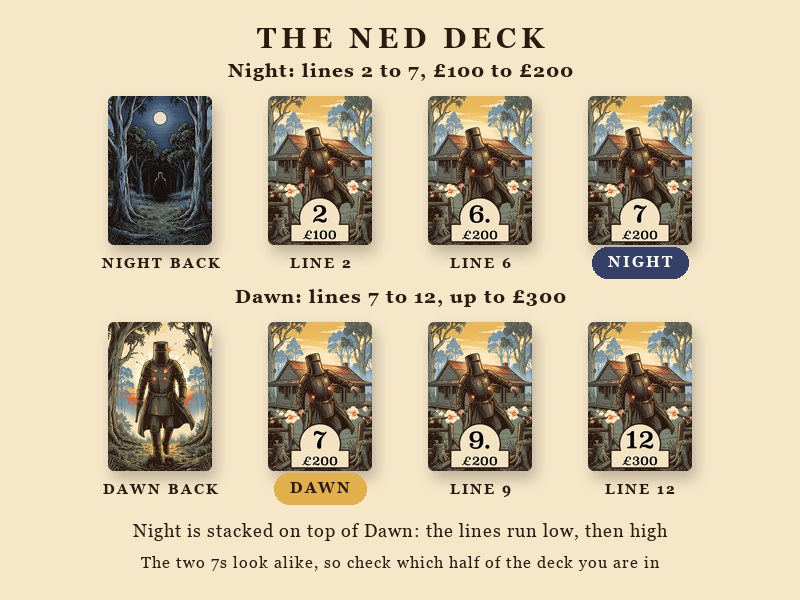 THE NED DECK
Night: lines 2 to 7, £100 to £200
2
£100
6.
£200
7
£200
NIGHT BACK
LINE 2
LINE 6
NIGHT
Dawn: lines 7 to 12, up to £300
7
£200
9.
£200
12
£300
DAWN BACK
DAWN
LINE 9
LINE 12
Night is stacked on top of Dawn: the lines run low, then high
The two 7s look alike, so check which half of the deck you are in